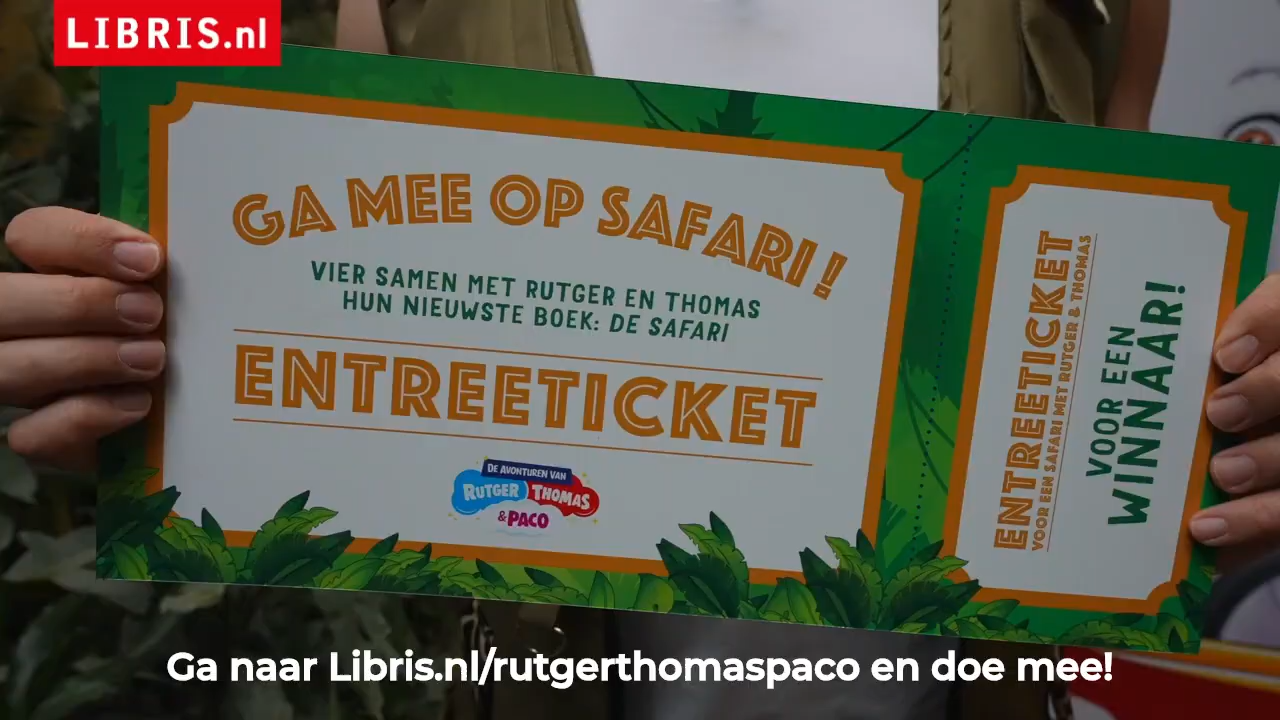 LIBRIS.nl
GA MEE OP SAFARI!
VIER SAMEN MET RUTGER EN THOMAS
HUN NIEUWSTE BOEK: DE SAFARI
ENTREETICKET
DE AVONTUREN VAN
RUTGER THOMAS
& PACO
ENTREETICKET
VOOR EEN SAFARI MET RUTGER & THOMAS
VOOR EEN
WINNAAR!
Ga naar Libris.nl/rutgerthomaspaco en doe mee!